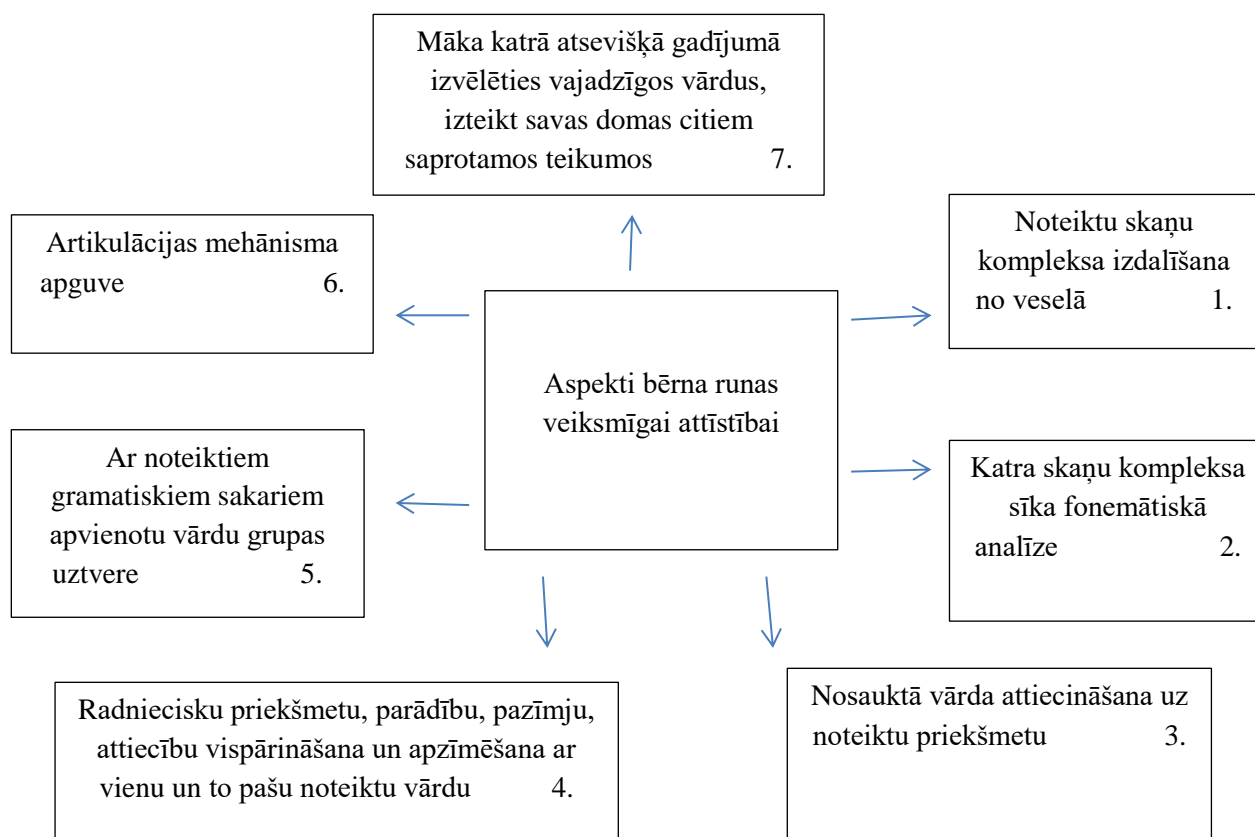 Māka katrā atsevišķā gadījumā
izvēlēties vajadzīgos vārdus,
izteikt savas domas citiem
saprotamos teikumos 7.
Artikulācijas mehānisma
apguve 6.
Noteiktu skaņu
kompleksa izdalīšana
no veselā 1.
Aspekti bērna runas
veiksmīgai attīstībai
Ar noteiktiem
gramatiskiem sakariem
apvienotu vārdu grupas
uztvere 5.
Katra skaņu kompleksa
sīka fonemātiskā
analīze 2.
Radniecisku priekšmetu, parādību, pazīmju,
attiecību vispārināšana un apzīmēšana ar
vienu un to pašu noteiktu vārdu 4.
Nosauktā vārda attiecināšana uz
noteiktu priekšmetu 3.